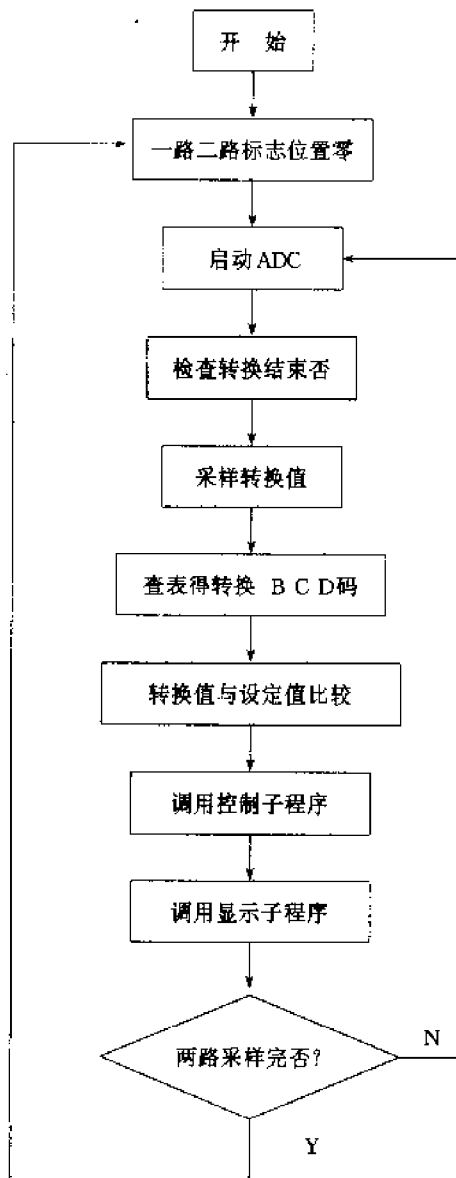 开 始
一路二路标志位置零
启动ADC
检查转换结束否
采样转换值
查表得转换 B C D码
转换值与设定值比较
调用控制子程序
调用显示子程序
两路采样完否?
N
Y